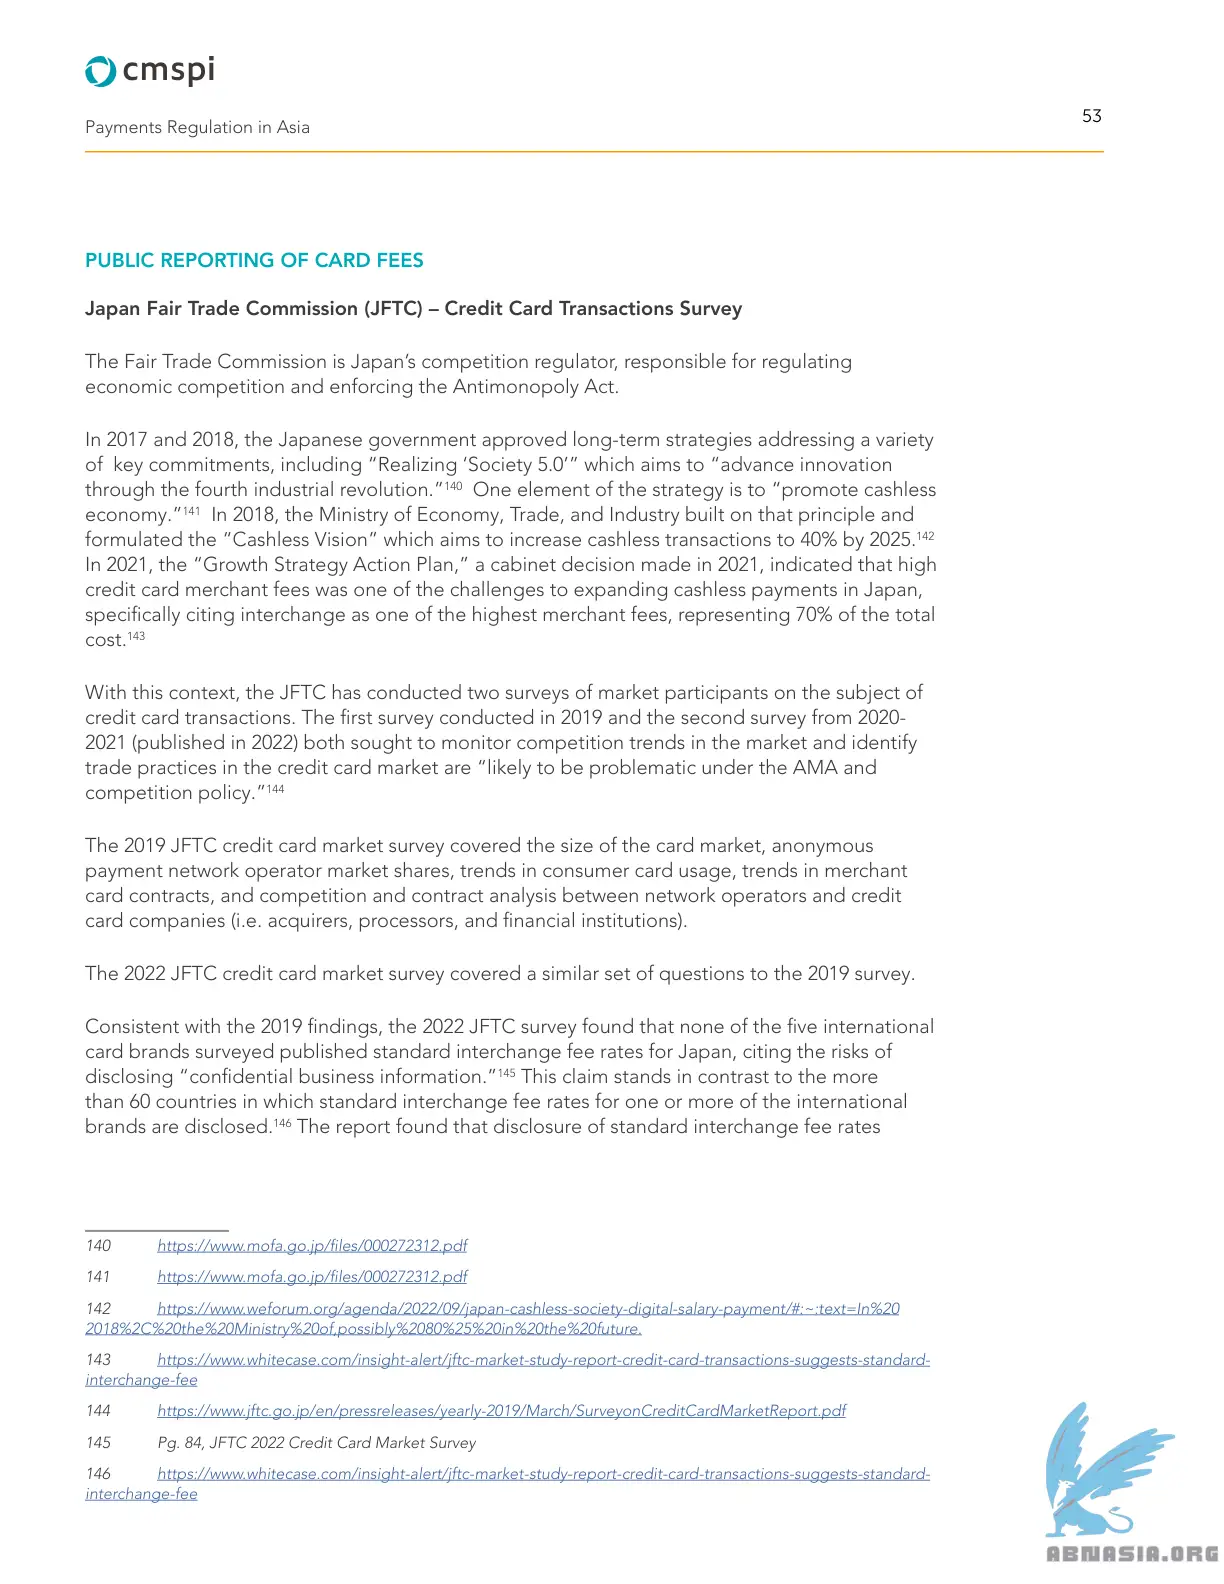 cmspi
Payments Regulation in Asia
53
PUBLIC REPORTING OF CARD FEES
Japan Fair Trade Commission (JFTC) – Credit Card Transactions Survey
The Fair Trade Commission is Japan’s competition regulator, responsible for regulating
economic competition and enforcing the Antimonopoly Act.
In 2017 and 2018, the Japanese government approved long-term strategies addressing a variety
of  key commitments, including “Realizing ‘Society 5.0’” which aims to “advance innovation
through the fourth industrial revolution.”140  One element of the strategy is to “promote cashless
economy.”141  In 2018, the Ministry of Economy, Trade, and Industry built on that principle and
formulated the “Cashless Vision” which aims to increase cashless transactions to 40% by 2025.142
In 2021, the “Growth Strategy Action Plan,” a cabinet decision made in 2021, indicated that high
credit card merchant fees was one of the challenges to expanding cashless payments in Japan,
specifically citing interchange as one of the highest merchant fees, representing 70% of the total
cost.143
With this context, the JFTC has conducted two surveys of market participants on the subject of
credit card transactions. The first survey conducted in 2019 and the second survey from 2020-
2021 (published in 2022) both sought to monitor competition trends in the market and identify
trade practices in the credit card market are “likely to be problematic under the AMA and
competition policy.”144
The 2019 JFTC credit card market survey covered the size of the card market, anonymous
payment network operator market shares, trends in consumer card usage, trends in merchant
card contracts, and competition and contract analysis between network operators and credit
card companies (i.e. acquirers, processors, and financial institutions).
The 2022 JFTC credit card market survey covered a similar set of questions to the 2019 survey.
Consistent with the 2019 findings, the 2022 JFTC survey found that none of the five international
card brands surveyed published standard interchange fee rates for Japan, citing the risks of
disclosing “confidential business information.”145 This claim stands in contrast to the more
than 60 countries in which standard interchange fee rates for one or more of the international
brands are disclosed.146 The report found that disclosure of standard interchange fee rates
140 https://www.mofa.go.jp/files/000272312.pdf
141 https://www.mofa.go.jp/files/000272312.pdf
142 https://www.weforum.org/agenda/2022/09/japan-cashless-society-digital-salary-payment/#:~:text=In%20
2018%2C%20the%20Ministry%20of,possibly%2080%25%20in%20the%20future.
143 https://www.whitecase.com/insight-alert/jftc-market-study-report-credit-card-transactions-suggests-standard-
interchange-fee
144 https://www.jftc.go.jp/en/pressreleases/yearly-2019/March/SurveyonCreditCardMarketReport.pdf
145 Pg. 84, JFTC 2022 Credit Card Market Survey
146 https://www.whitecase.com/insight-alert/jftc-market-study-report-credit-card-transactions-suggests-standard-
interchange-fee
ABNASIA.ORG